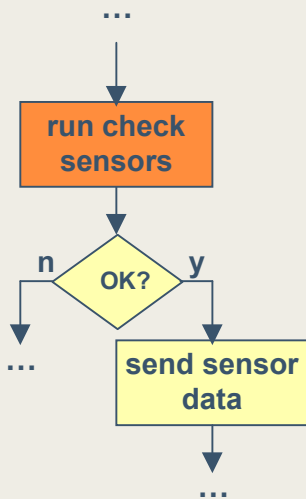 ...
run check
sensors
n
OK?
y
...
send sensor
data
...